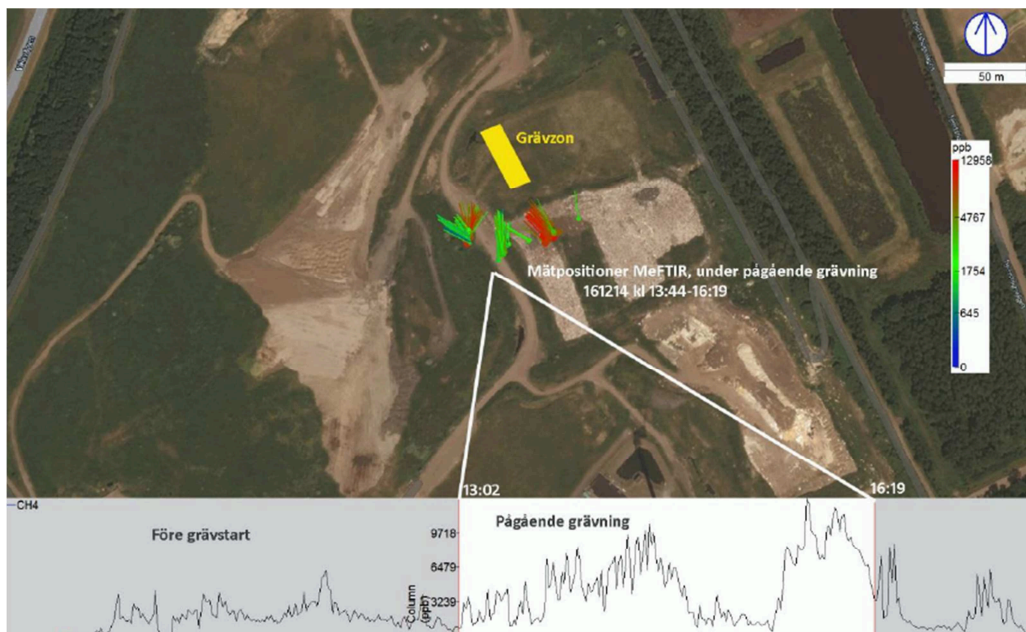 50 m
ppb
12958
4767
1754
645
0
Grävzon
Mätpositioner MeFTIR, under pågående grävning
161214 kl 13:44-16:19
13:02
16:19
CH4
Före grävstart
Pågående grävning
9718
6479
3239
Column
(ppb)